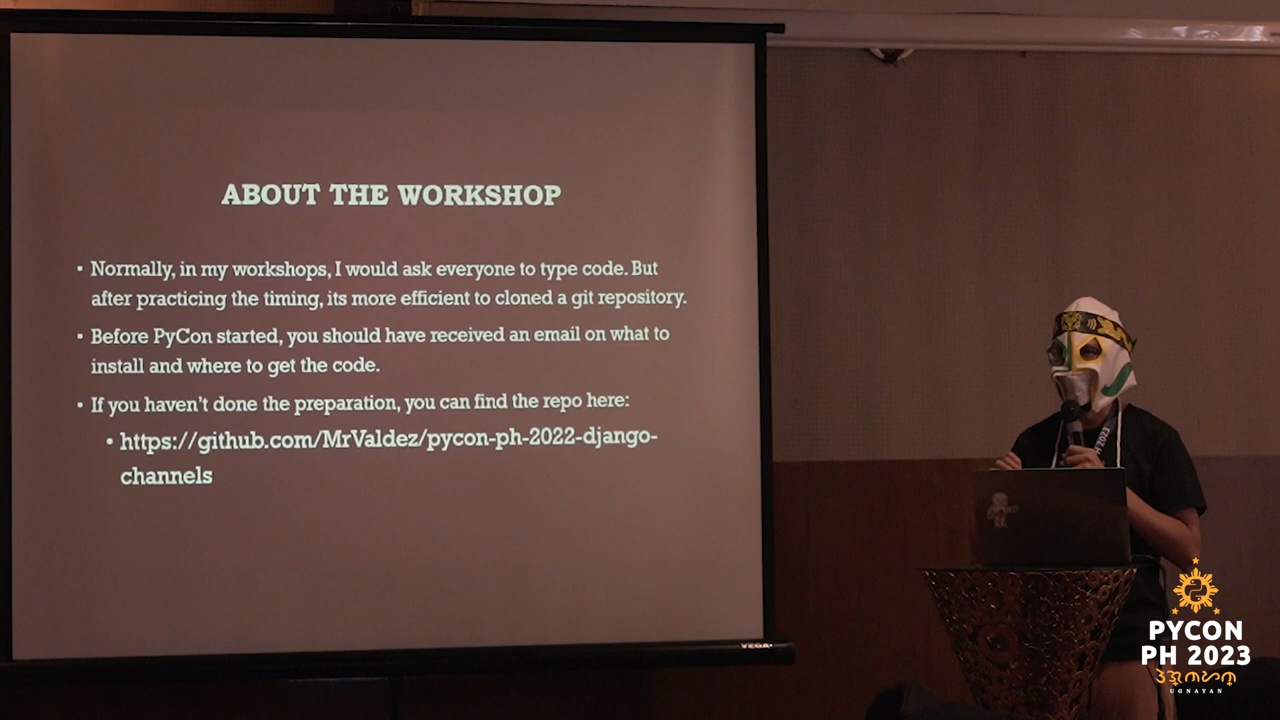 ABOUT THE WORKSHOP
• Normally, in my workshops, I would ask everyone to type code. But
after practicing the timing, its more efficient to cloned a git repository.
• Before PyCon started, you should have received an email on what to
install and where to get the code.
• If you haven't done the preparation, you can find the repo here:
• https://github.com/MrValdez/pycon-ph-2022-django-
channels
VEGA
H 2023
PYCON
PH 2023
UGNAYAN